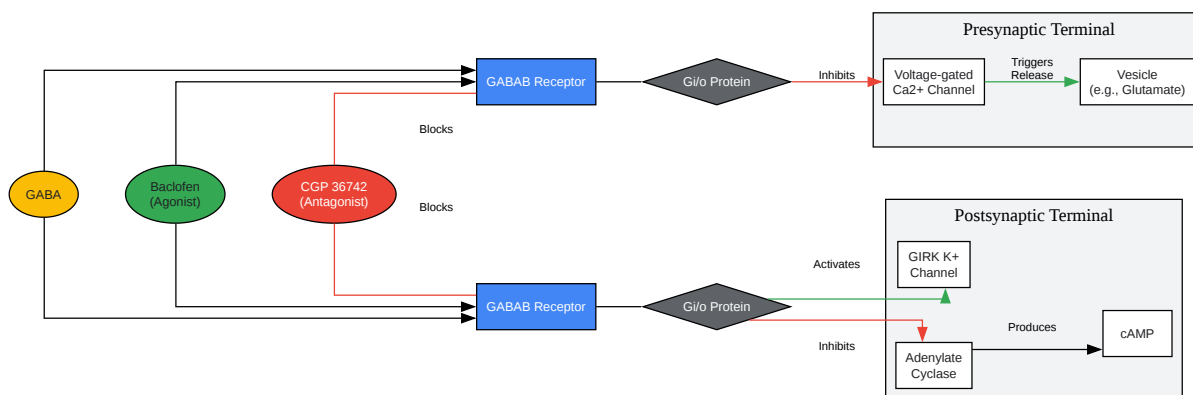 Presynaptic Terminal
GABAB Receptor
Gi/o Protein
Inhibits
Voltage-gated
Ca2+ Channel
Triggers
Release
Vesicle
(e.g., Glutamate)
Blocks
GABA
Baclofen
(Agonist)
CGP 36742
(Antagonist)
Blocks
Postsynaptic Terminal
GABAB Receptor
Gi/o Protein
Activates
GIRK K+
Channel
Inhibits
Adenylate
Cyclase
Produces
cAMP